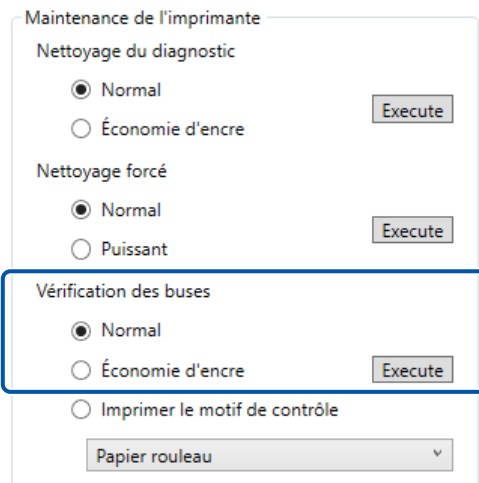 Maintenance de l'imprimante
Nettoyage du diagnostic
Normal
Économie d'encre
Execute
Nettoyage forcé
Normal
Puissant
Execute
Vérification des buses
Normal
Économie d'encre
Execute
Imprimer le motif de contrôle
Papier rouleau